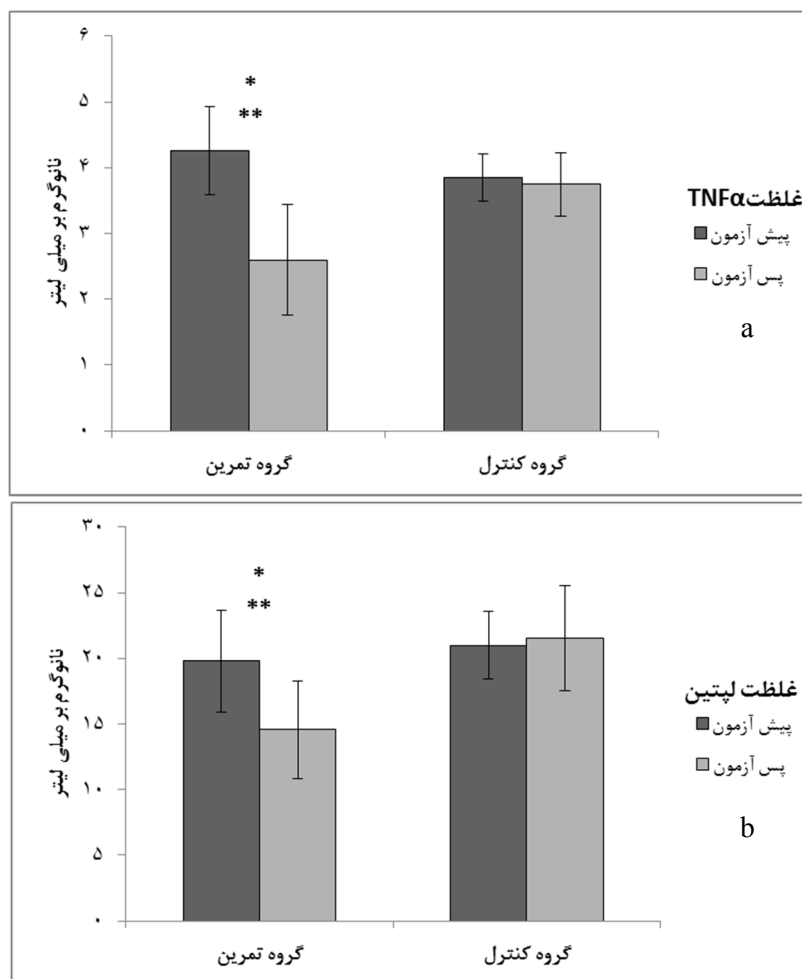 ۶
۵
۴
۳
۲
۱
۰
نانوگرم بر میلی لیتر
*
**
گروه تمرین
گروه کنترل
غلظتTNFα
پیش آزمون
پس آزمون
a
۳۰
۲۵
۲۰
۱۵
۱۰
۵
۰
نانوگرم بر میلی لیتر
*
**
گروه تمرین
گروه کنترل
غلظت لپتین
پیش آزمون
پس آزمون
b